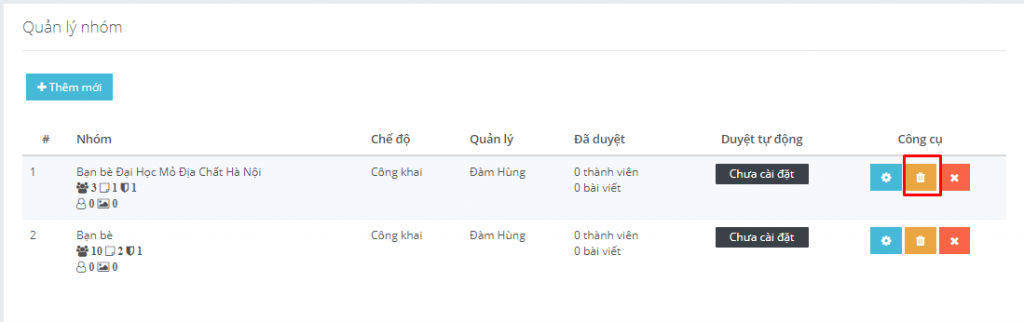 Quản lý nhóm
Thêm mới
# Nhóm Chế độ Quản lý Đã duyệt Duyệt tự động Công cụ
1 Bạn bè Đại Học Mỏ Địa Chất Hà Nội Công khai Đàm Hùng 0 thành viên Chưa cài đặt
3 1 1 0 bài viết
0 0
2 Bạn bè Công khai Đàm Hùng 0 thành viên Chưa cài đặt
10 2 1 0 bài viết
0 0